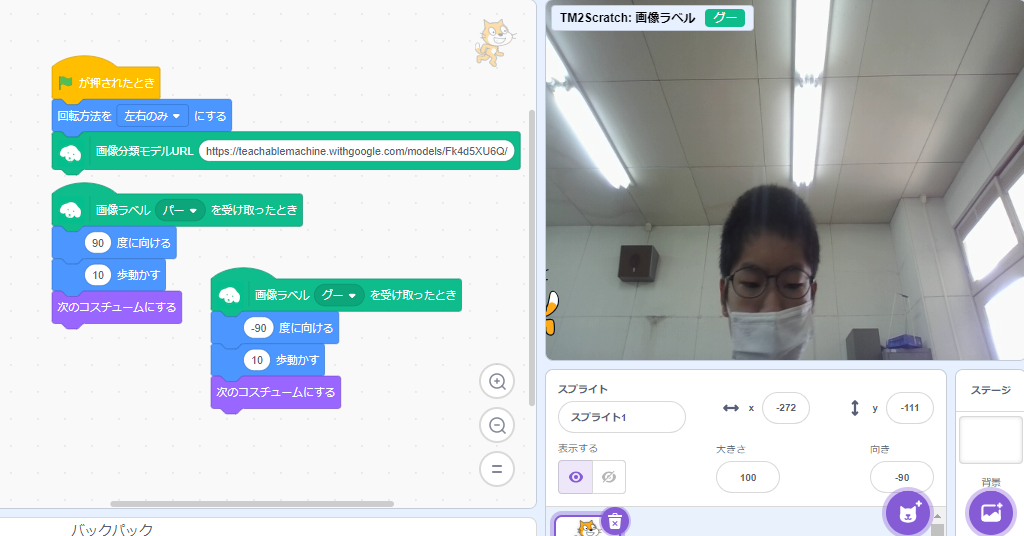 が押されたとき
回転方法を 左右のみ にする
画像分類モデルURL https://teachablemachine.withgoogle.com/models/Fk4d5XU6Q/
画像ラベル パー を受け取ったとき
90 度に向ける
10 歩動かす
次のコスチュームにする
画像ラベル グー を受け取ったとき
-90 度に向ける
10 歩動かす
次のコスチュームにする
バックパック
TM2Scratch: 画像ラベル グー
スプライト
スプライト1
x -272
y -111
表示する
大きさ
100
向き
-90
ステージ
背景